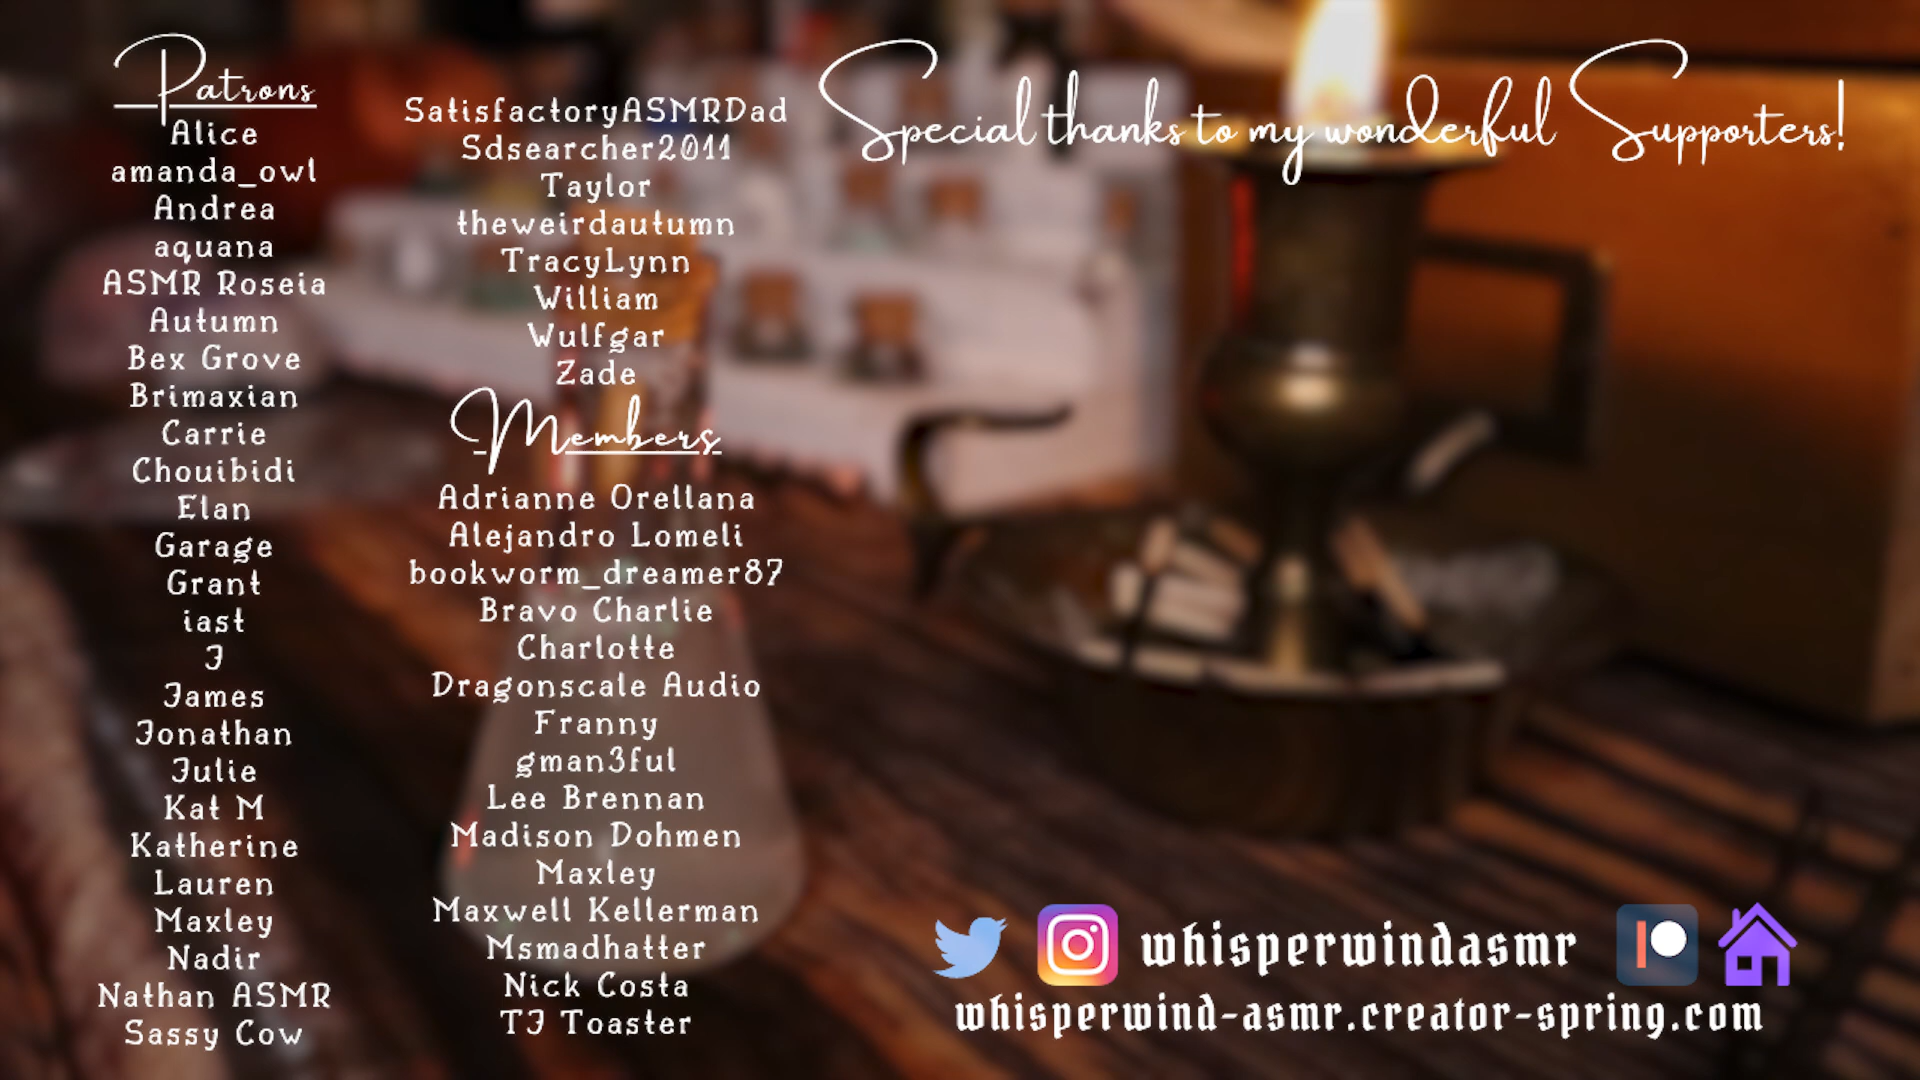 Patrons
Alice
amanda_owl
Andrea
aquana
ASMR Roseia
Autumn
Bex Grove
Brimaxian
Carrie
Chouibidi
Elan
Garage
Grant
iast
J
James
Jonathan
Julie
Kat M
Katherine
Lauren
Maxley
Nadir
Nathan ASMR
Sassy Cow
SatisfactoryASMRDad
Sdsearcher2011
Taylor
theweirdautumn
TracyLynn
William
Wulfgar
Zade
Members
Adrianne Orellana
Alejandro Lomeli
bookworm_dreamer87
Bravo Charlie
Charlotte
Dragonscale Audio
Franny
gman3ful
Lee Brennan
Madison Dohmen
Maxley
Maxwell Kellerman
Msmadhatter
Nick Costa
TJ Toaster
Special thanks to my wonderful Supporters!
whisperwindasmr
whisperwind-asmr.creator-spring.com